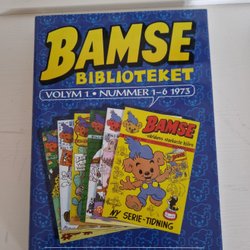 BAMSE
BIBLIOTEKET
VOLYM 1 • NUMMER 1–6 1973
BAMSE
världens starkaste björn
NY SERIE-TIDNING